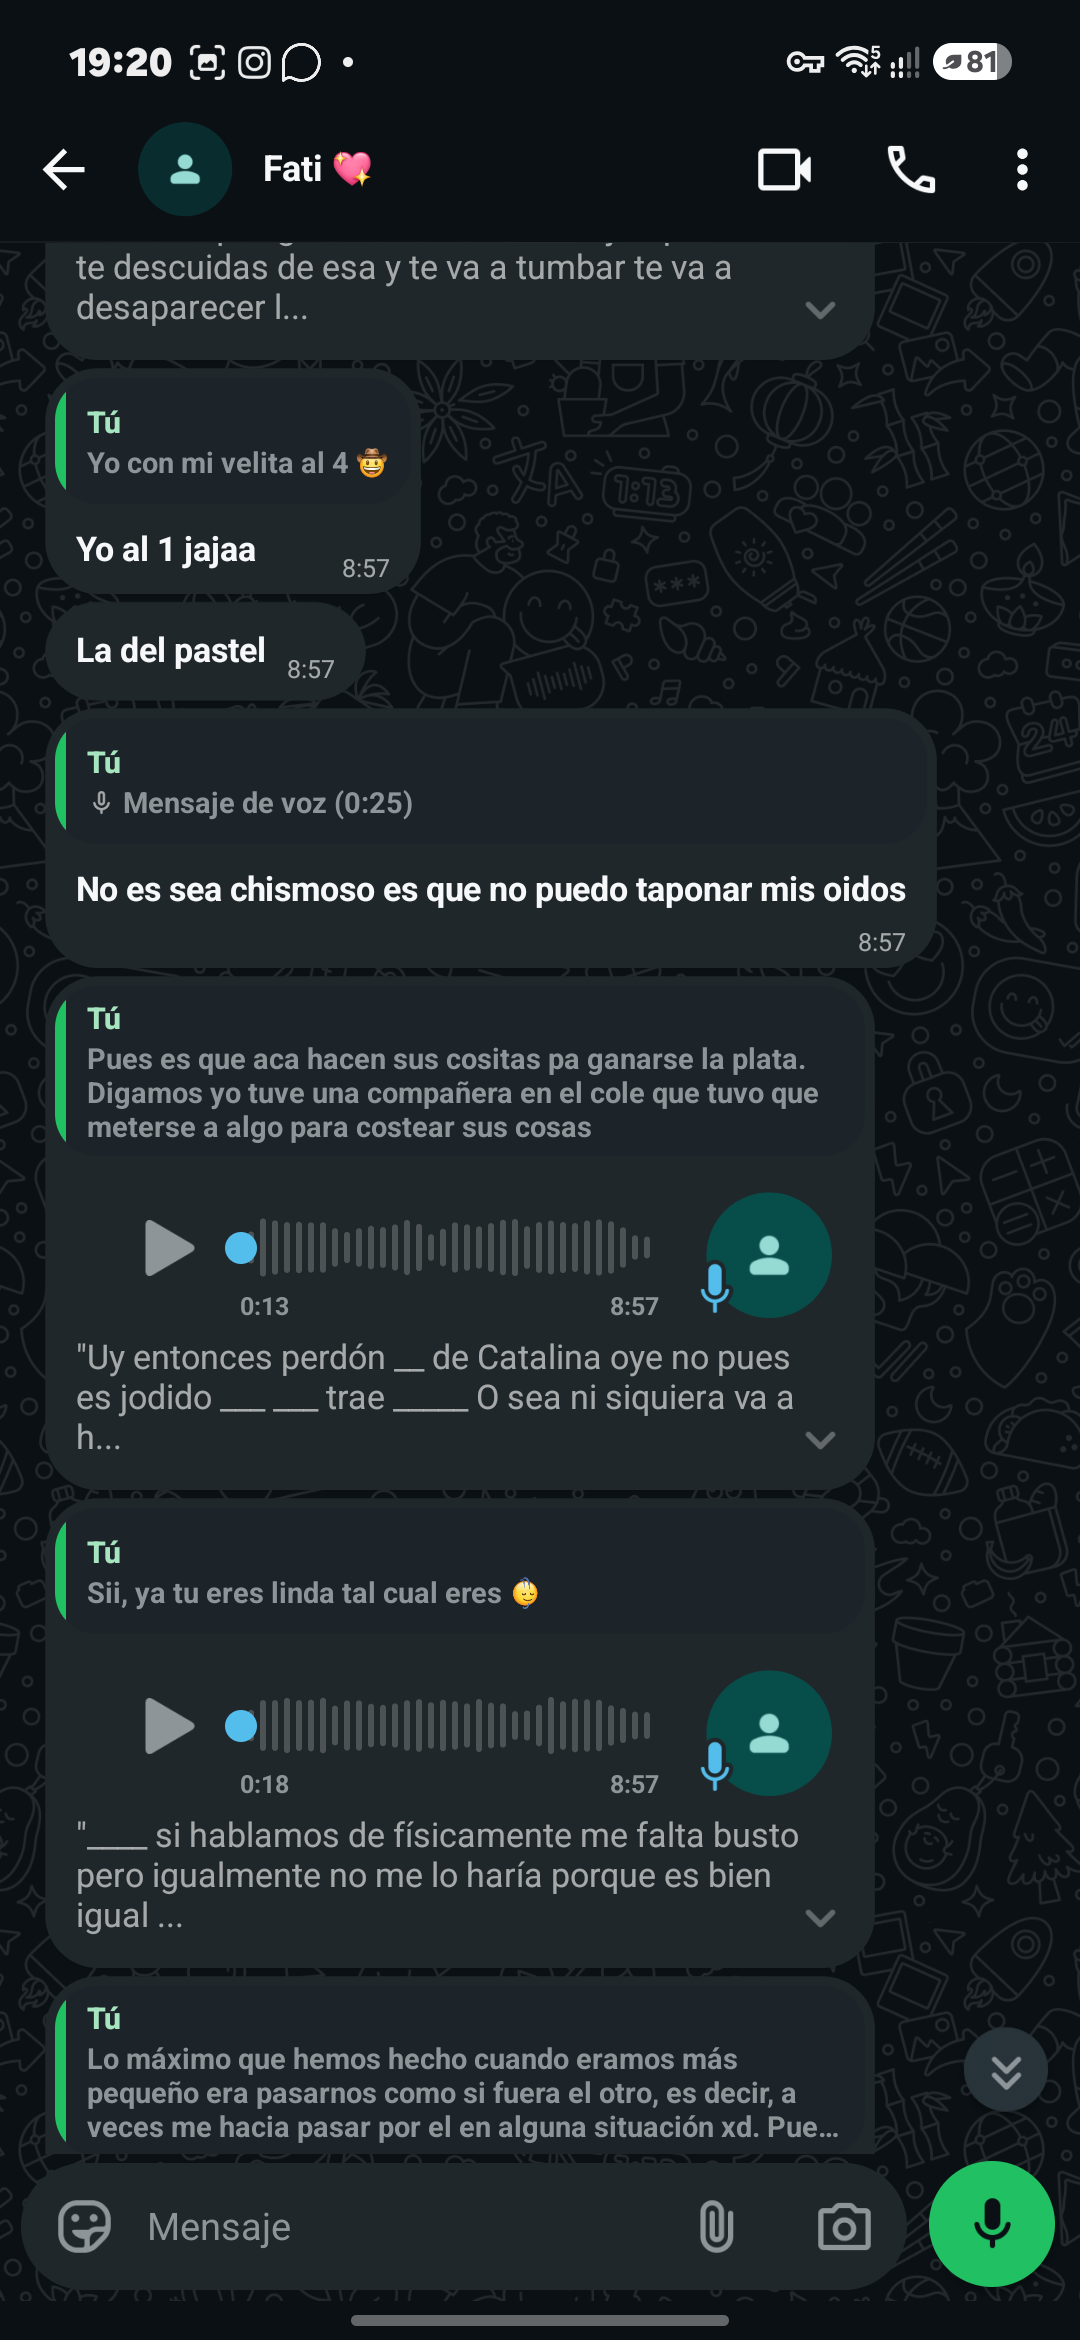 19:20
5
81
Fati 💖
te descuidas de esa y te va a tumbar te va a
desaparecer l...
Tú
Yo con mi velita al 4 🤠
Yo al 1 jajaa
8:57
La del pastel
8:57
Tú
Mensaje de voz (0:25)
No es sea chismoso es que no puedo taponar mis oidos
8:57
Tú
Pues es que aca hacen sus cositas pa ganarse la plata.
Digamos yo tuve una compañera en el cole que tuvo que
meterse a algo para costear sus cosas
0:13
8:57
"Uy entonces perdón __ de Catalina oye no pues
es jodido ___ ___ trae _____ O sea ni siquiera va a
h...
Tú
Sii, ya tu eres linda tal cual eres
0:18
8:57
"____ si hablamos de físicamente me falta busto
pero igualmente no me lo haría porque es bien
igual ...
Tú
Lo máximo que hemos hecho cuando eramos más
pequeño era pasarnos como si fuera el otro, es decir, a
veces me hacia pasar por el en alguna situación xd. Pue...
Mensaje